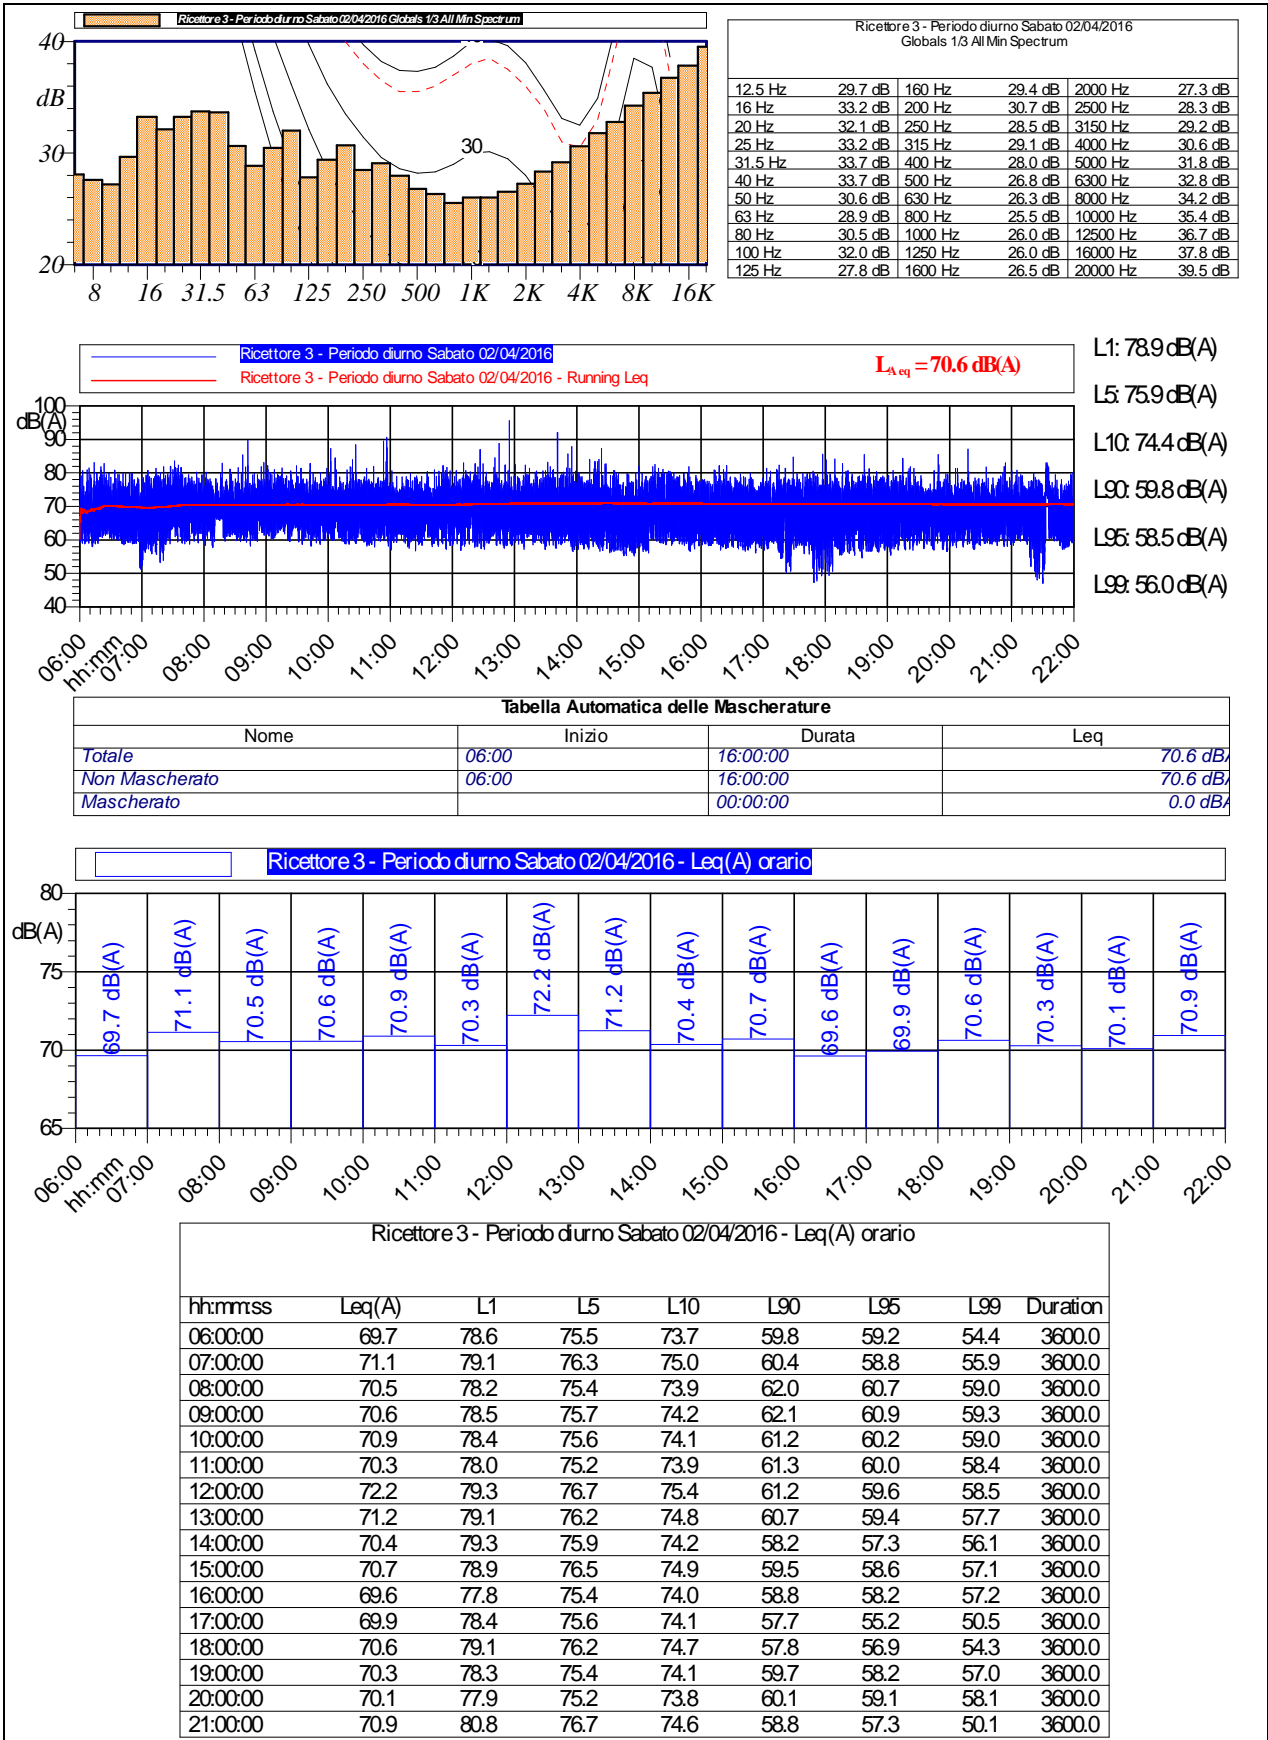 Ricettore 3 - Periodo diurno Sabato 02/04/2016 Globals 1/3 All Min Spectrum
40
dB
30
20
30
8 16 31.5 63 125 250 500 1K 2K 4K 8K 16K
Ricettore 3 - Periodo diurno Sabato 02/04/2016
Globals 1/3 All Min Spectrum
12.5 Hz 29.7 dB 160 Hz 29.4 dB 2000 Hz 27.3 dB
16 Hz 33.2 dB 200 Hz 30.7 dB 2500 Hz 28.3 dB
20 Hz 32.1 dB 250 Hz 28.5 dB 3150 Hz 29.2 dB
25 Hz 33.2 dB 315 Hz 29.1 dB 4000 Hz 30.6 dB
31.5 Hz 33.7 dB 400 Hz 28.0 dB 5000 Hz 31.8 dB
40 Hz 33.7 dB 500 Hz 26.8 dB 6300 Hz 32.8 dB
50 Hz 30.6 dB 630 Hz 26.3 dB 8000 Hz 34.2 dB
63 Hz 28.9 dB 800 Hz 25.5 dB 10000 Hz 35.4 dB
80 Hz 30.5 dB 1000 Hz 26.0 dB 12500 Hz 36.7 dB
100 Hz 32.0 dB 1250 Hz 26.0 dB 16000 Hz 37.8 dB
125 Hz 27.8 dB 1600 Hz 26.5 dB 20000 Hz 39.5 dB
Ricettore 3 - Periodo diurno Sabato 02/04/2016
Ricettore 3 - Periodo diurno Sabato 02/04/2016 - Running Leq
LA eq = 70.6 dB(A)
L1: 78.9 dB(A)
L5: 75.9 dB(A)
L10: 74.4 dB(A)
L90: 59.8 dB(A)
L95: 58.5 dB(A)
L99: 56.0 dB(A)
100
dB(A)
90
80
70
60
50
40
06:00 hh:mm 07:00 08:00 09:00 10:00 11:00 12:00 13:00 14:00 15:00 16:00 17:00 18:00 19:00 20:00 21:00 22:00
Tabella Automatica delle Mascherature
Nome Inizio Durata Leq
Totale 06:00 16:00:00 70.6 dBA
Non Mascherato 06:00 16:00:00 70.6 dBA
Mascherato 00:00:00 0.0 dBA
Ricettore 3 - Periodo diurno Sabato 02/04/2016 - Leq(A) orario
80
dB(A)
75
70
65
69.7 dB(A) 71.1 dB(A) 70.5 dB(A) 70.6 dB(A) 70.9 dB(A) 70.3 dB(A) 72.2 dB(A) 71.2 dB(A) 70.4 dB(A) 70.7 dB(A) 69.6 dB(A) 69.9 dB(A) 70.6 dB(A) 70.3 dB(A) 70.1 dB(A) 70.9 dB(A)
06:00 hh:mm 07:00 08:00 09:00 10:00 11:00 12:00 13:00 14:00 15:00 16:00 17:00 18:00 19:00 20:00 21:00 22:00
Ricettore 3 - Periodo diurno Sabato 02/04/2016 - Leq(A) orario
hh:mm:ss Leq(A) L1 L5 L10 L90 L95 L99 Duration
06:00:00 69.7 78.6 75.5 73.7 59.8 59.2 54.4 3600.0
07:00:00 71.1 79.1 76.3 75.0 60.4 58.8 55.9 3600.0
08:00:00 70.5 78.2 75.4 73.9 62.0 60.7 59.0 3600.0
09:00:00 70.6 78.5 75.7 74.2 62.1 60.9 59.3 3600.0
10:00:00 70.9 78.4 75.6 74.1 61.2 60.2 59.0 3600.0
11:00:00 70.3 78.0 75.2 73.9 61.3 60.0 58.4 3600.0
12:00:00 72.2 79.3 76.7 75.4 61.2 59.6 58.5 3600.0
13:00:00 71.2 79.1 76.2 74.8 60.7 59.4 57.7 3600.0
14:00:00 70.4 79.3 75.9 74.2 58.2 57.3 56.1 3600.0
15:00:00 70.7 78.9 76.5 74.9 59.5 58.6 57.1 3600.0
16:00:00 69.6 77.8 75.4 74.0 58.8 58.2 57.2 3600.0
17:00:00 69.9 78.4 75.6 74.1 57.7 55.2 50.5 3600.0
18:00:00 70.6 79.1 76.2 74.7 57.8 56.9 54.3 3600.0
19:00:00 70.3 78.3 75.4 74.1 59.7 58.2 57.0 3600.0
20:00:00 70.1 77.9 75.2 73.8 60.1 59.1 58.1 3600.0
21:00:00 70.9 80.8 76.7 74.6 58.8 57.3 50.1 3600.0